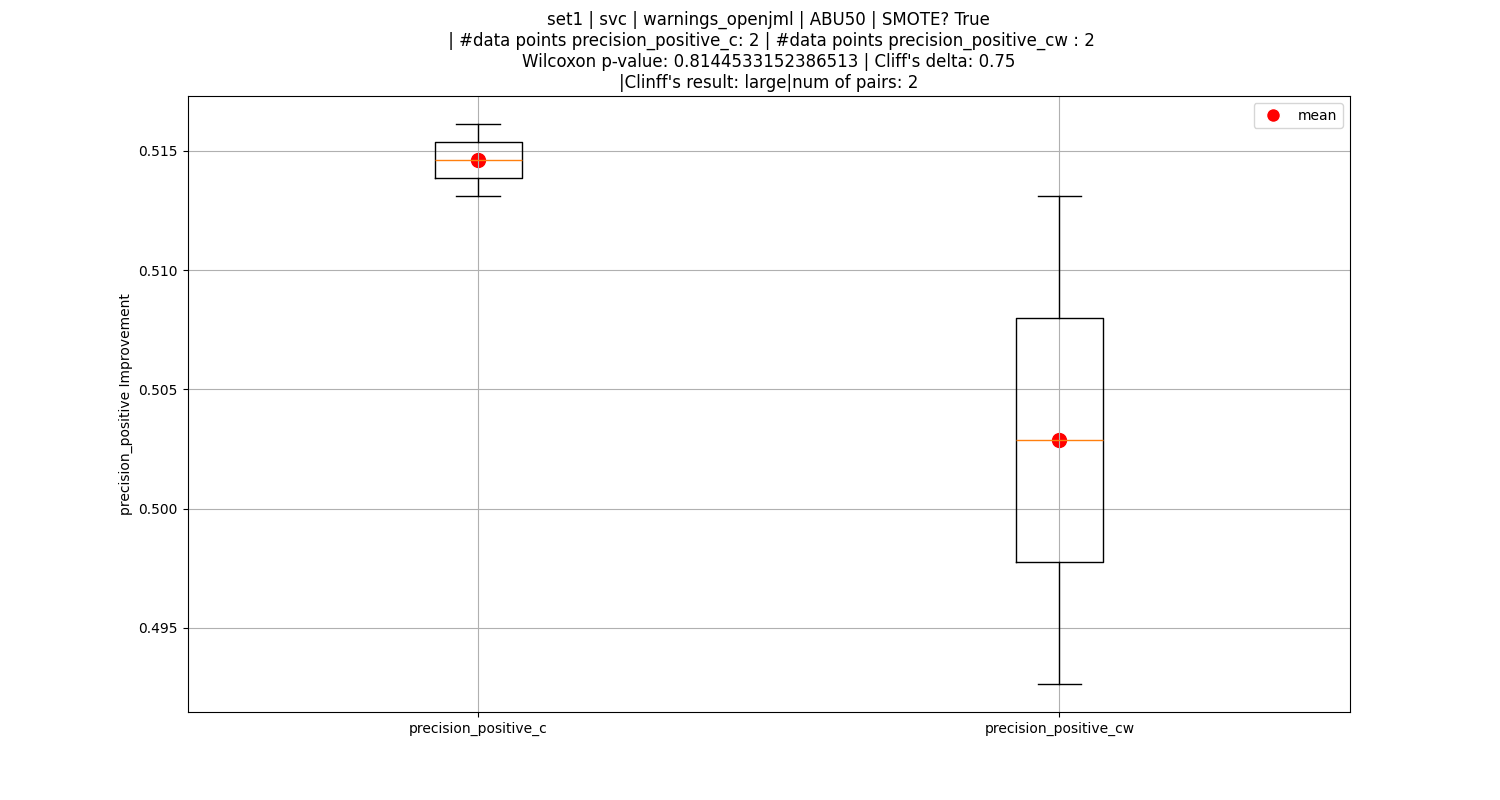 set1 | svc | warnings_openjml | ABU50 | SMOTE? True
| #data points precision_positive_c: 2 | #data points precision_positive_cw : 2
Wilcoxon p-value: 0.8144533152386513 | Cliff's delta: 0.75
|Clinff's result: large|num of pairs: 2
mean
precision_positive Improvement
0.515
0.510
0.505
0.500
0.495
precision_positive_c
precision_positive_cw